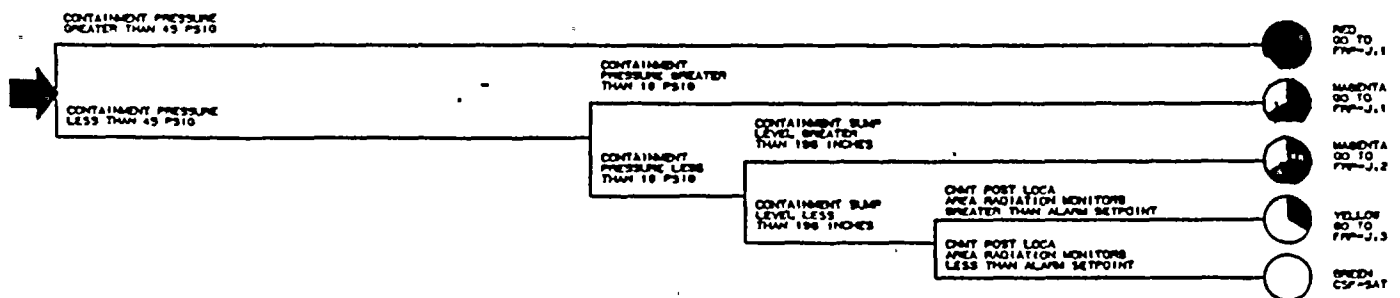 CONTAINMENT PRESSURE
GREATER THAN 45 PSIG
RED
GO TO
FRP-J.1
CONTAINMENT
PRESSURE GREATER
THAN 10 PSIG
MAGENTA
GO TO
FRP-J.1
CONTAINMENT PRESSURE
LESS THAN 45 PSIG
CONTAINMENT SUMP
LEVEL GREATER
THAN 196 INCHES
MAGENTA
GO TO
FRP-J.2
CONTAINMENT
PRESSURE LESS
THAN 10 PSIG
CNMT POST LOCA
AREA RADIATION MONITORS
GREATER THAN ALARM SETPOINT
YELLOW
GO TO
FRP-J.3
CONTAINMENT SUMP
LEVEL LESS
THAN 196 INCHES
CNMT POST LOCA
AREA RADIATION MONITORS
LESS THAN ALARM SETPOINT
GREEN
CSF-SAT